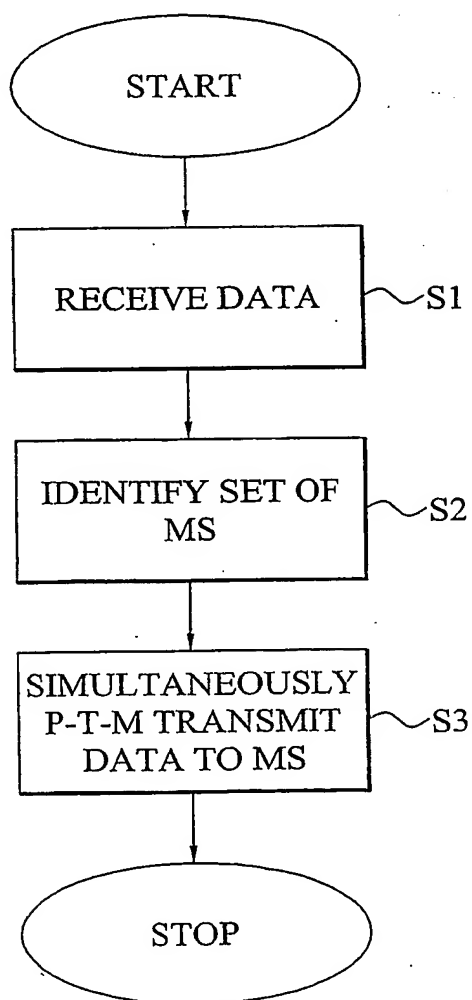 START
RECEIVE DATA
S1
IDENTIFY SET OF
MS
S2
SIMULTANEOUSLY
P-T-M TRANSMIT
DATA TO MS
S3
STOP